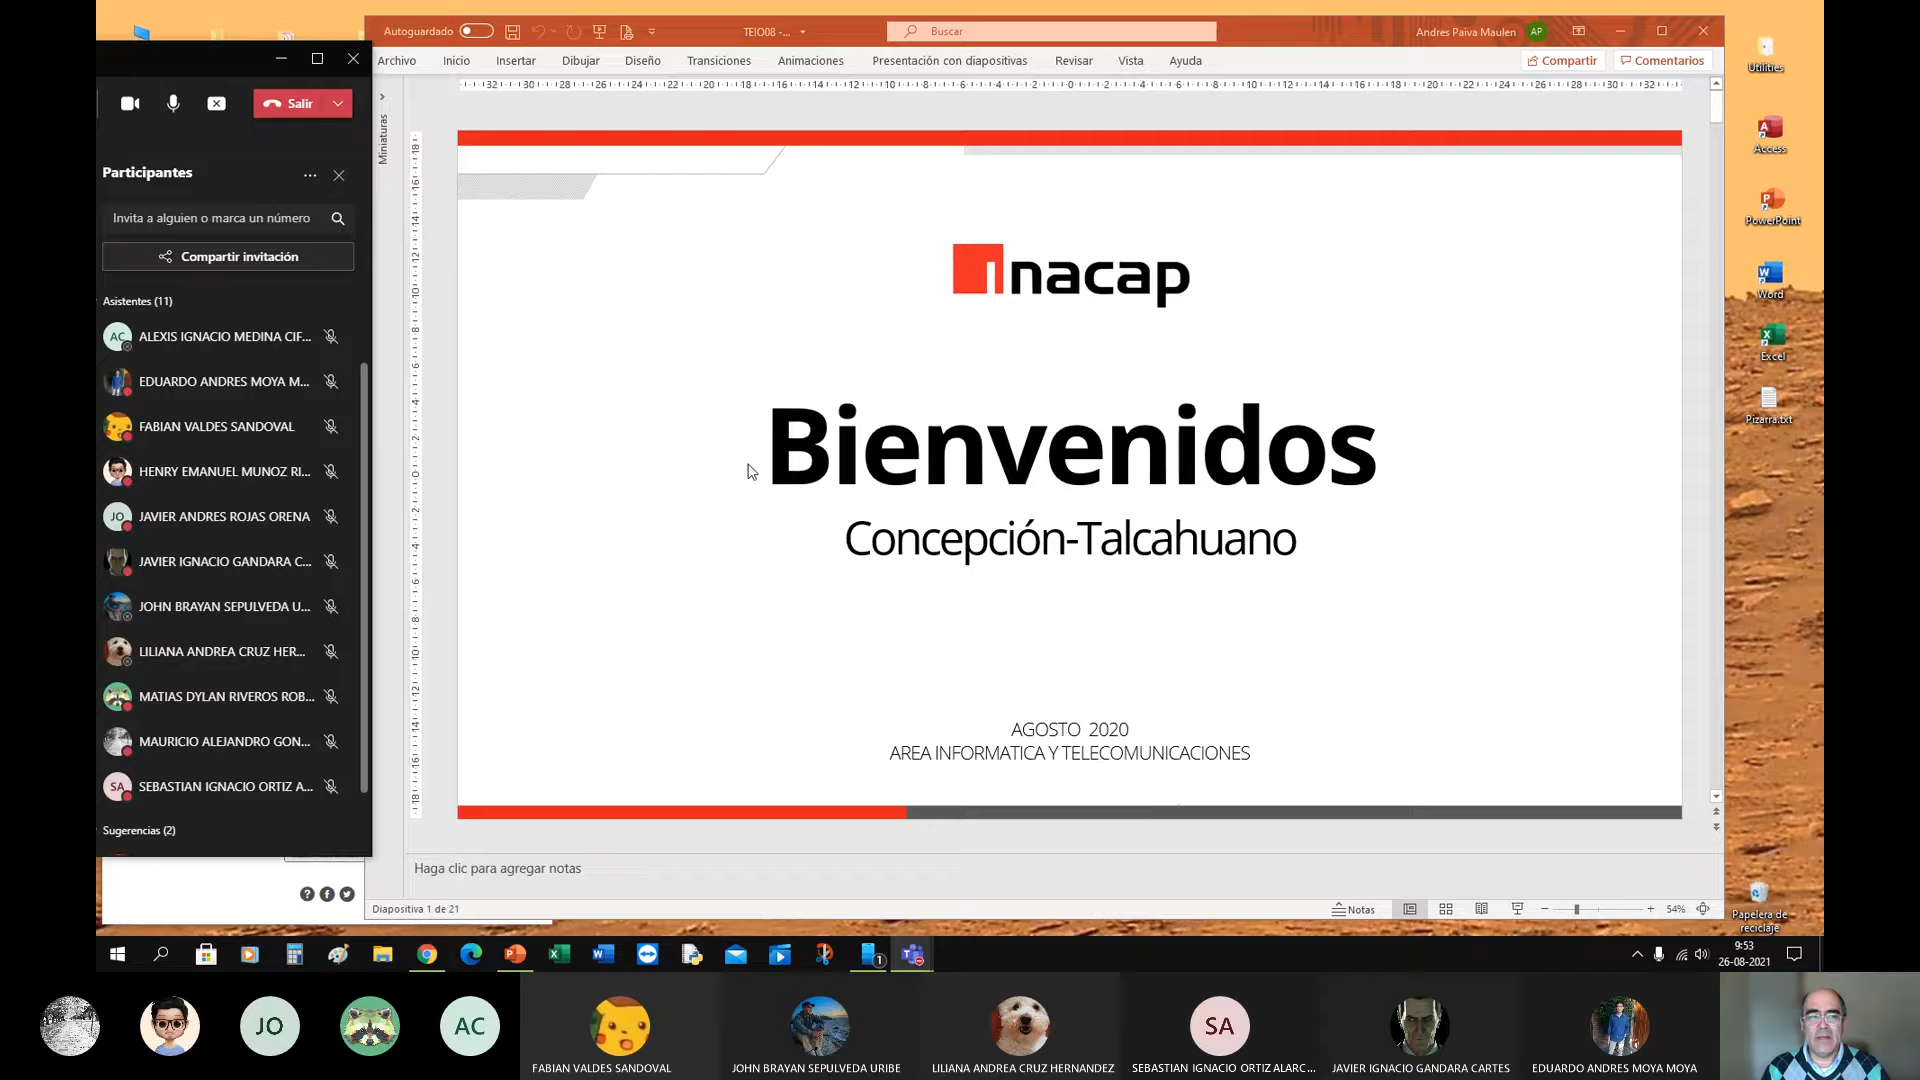 Autoguardado
TEIO08 -...
Buscar
Andres Paiva Maulen
AP
Archivo
Inicio
Insertar
Dibujar
Diseño
Transiciones
Animaciones
Presentación con diapositivas
Revisar
Vista
Ayuda
Compartir
Comentarios
Salir
Participantes
Invita a alguien o marca un número
Compartir invitación
Asistentes (11)
AC ALEXIS IGNACIO MEDINA CIF...
EDUARDO ANDRES MOYA M...
FABIAN VALDES SANDOVAL
HENRY EMANUEL MUNOZ RI...
JO JAVIER ANDRES ROJAS ORENA
JAVIER IGNACIO GANDARA C...
JOHN BRAYAN SEPULVEDA U...
LILIANA ANDREA CRUZ HER...
MATIAS DYLAN RIVEROS ROB...
MAURICIO ALEJANDRO GON...
SA SEBASTIAN IGNACIO ORTIZ A...
Sugerencias (2)
Miniaturas
inacap
Bienvenidos
Concepción-Talcahuano
AGOSTO 2020
AREA INFORMATICA Y TELECOMUNICACIONES
Haga clic para agregar notas
Diapositiva 1 de 21
Notas
54%
Utilities
Access
PowerPoint
Word
Excel
Pizarra.txt
Papelera de
reciclaje
9:53
26-08-2021
JO
AC
SA
FABIAN VALDES SANDOVAL
JOHN BRAYAN SEPULVEDA URIBE
LILIANA ANDREA CRUZ HERNANDEZ
SEBASTIAN IGNACIO ORTIZ ALARC...
JAVIER IGNACIO GANDARA CARTES
EDUARDO ANDRES MOYA MOYA